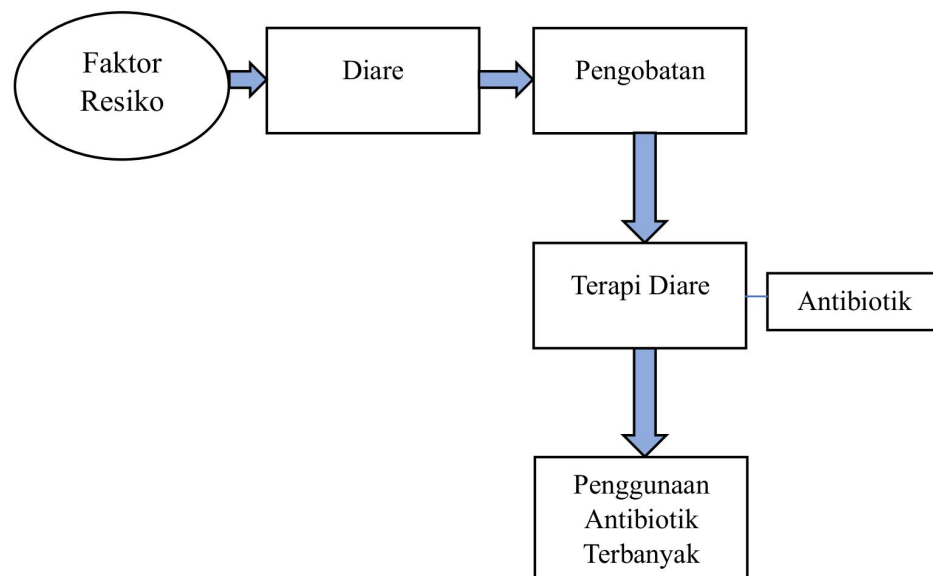 Faktor
Resiko
Diare
Pengobatan
Terapi Diare
Antibiotik
Penggunaan
Antibiotik
Terbanyak